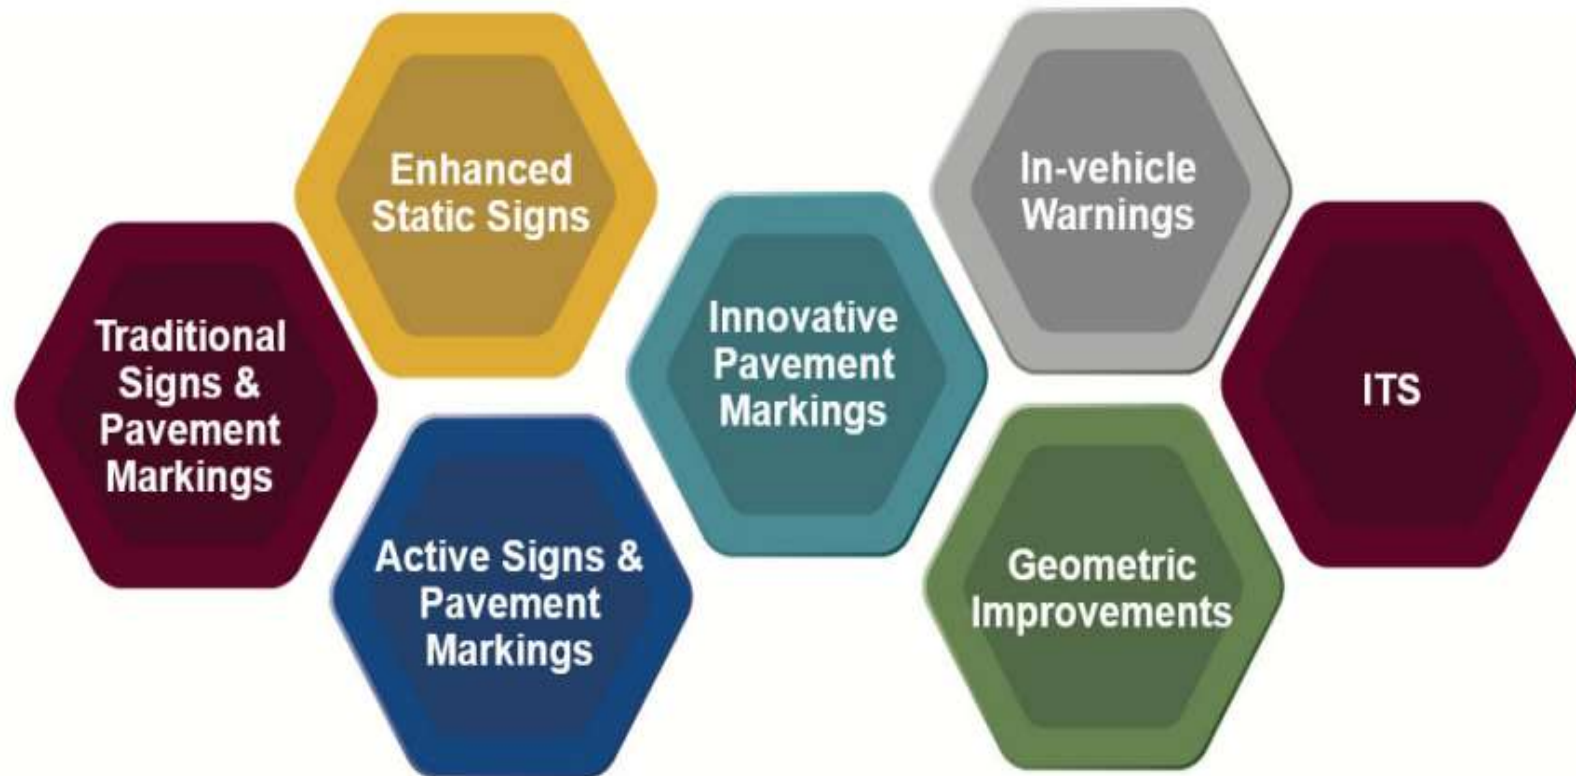 Traditional
Signs &
Pavement
Markings
Enhanced
Static Signs
Active Signs &
Pavement
Markings
Innovative
Pavement
Markings
In-vehicle
Warnings
Geometric
Improvements
ITS